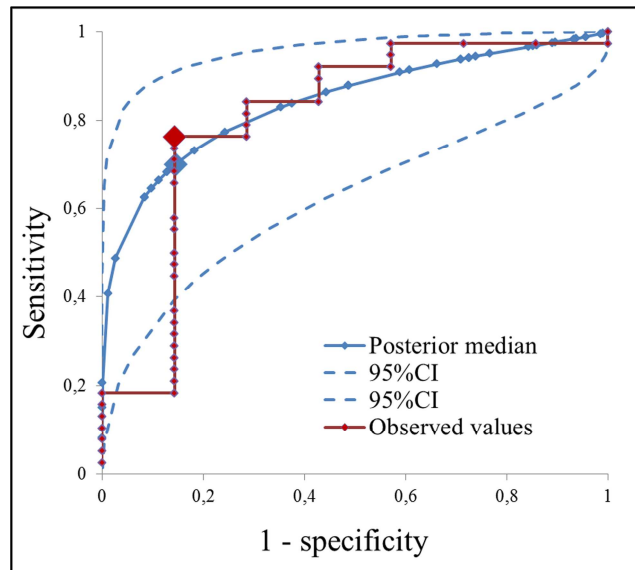 1
0,8
0,6
0,4
0,2
0
Sensitivity
Posterior median
95%CI
95%CI
Observed values
0
0,2
0,4
0,6
0,8
1
1 - specificity